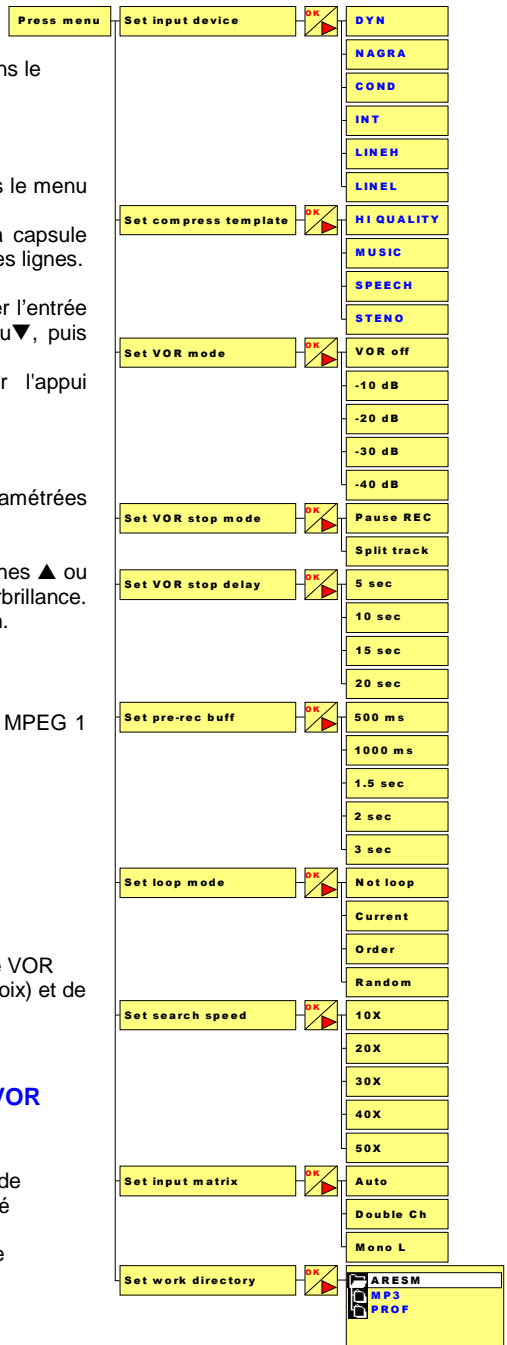 Press menu
Set input device
OK
DYN
NAGRA
COND
INT
LINEH
LINEL
Set compress template
OK
HI QUALITY
MUSIC
SPEECH
STENO
Set VOR mode
OK
VOR off
-10 dB
-20 dB
-30 dB
-40 dB
Set VOR stop mode
OK
Pause REC
Split track
Set VOR stop delay
OK
5 sec
10 sec
15 sec
20 sec
Set pre-rec buff
OK
500 ms
1000 ms
1.5 sec
2 sec
3 sec
Set loop mode
OK
Not loop
Current
Order
Random
Set search speed
OK
10X
20X
30X
40X
50X
Set input matrix
OK
Auto
Double Ch
Mono L
Set work directory
OK
ARESM
MP3
PROF
ns le
s le menu
a capsule
es lignes.
er l'entrée
u▼, puis
r l'appui
amétrées
nes ▲ ou
rbrillance.
n.
MPEG 1
e VOR
oix) et de
VOR
de
é
e